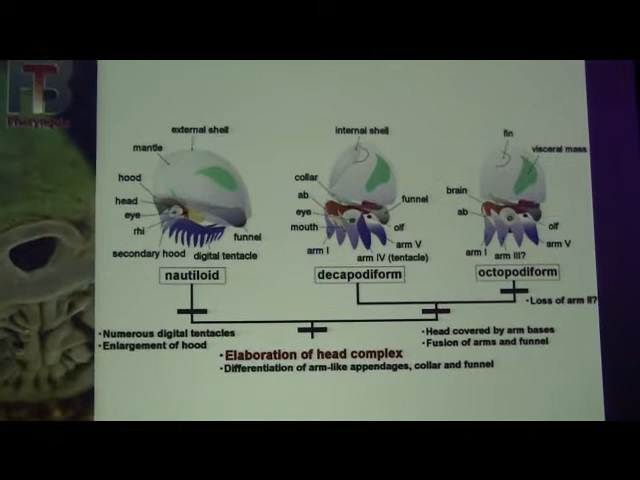 FTB
external shell
mantle
hood
head
eye
rhi
secondary hood
digital tentacle
funnel
nautiloid
internal shell
collar
ab
eye
mouth
arm I
arm IV (tentacle)
arm V
olf
funnel
decapodiform
fin
visceral mass
brain
ab
arm I
arm III?
arm V
olf
octopodiform
・Loss of arm II?
・Numerous digital tentacles
・Enlargement of hood
・Head covered by arm bases
・Fusion of arms and funnel
・Elaboration of head complex
・Differentiation of arm-like appendages, collar and funnel